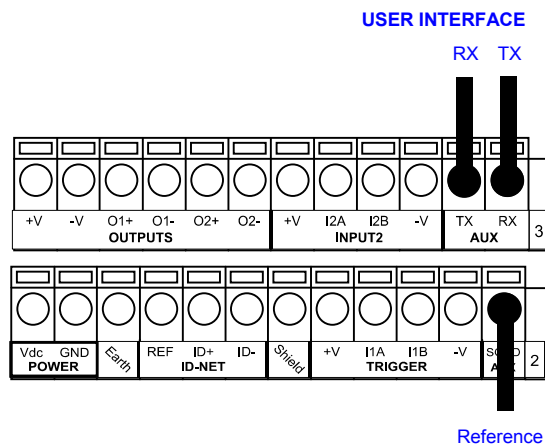 USER INTERFACE
RX TX
+V -V O1+ O1- O2+ O2- +V I2A I2B -V TX RX
OUTPUTS INPUT2 AUX 3
Vdc GND Earth REF ID+ ID- Shield +V I1A I1B -V
POWER ID-NET TRIGGER 2
Reference